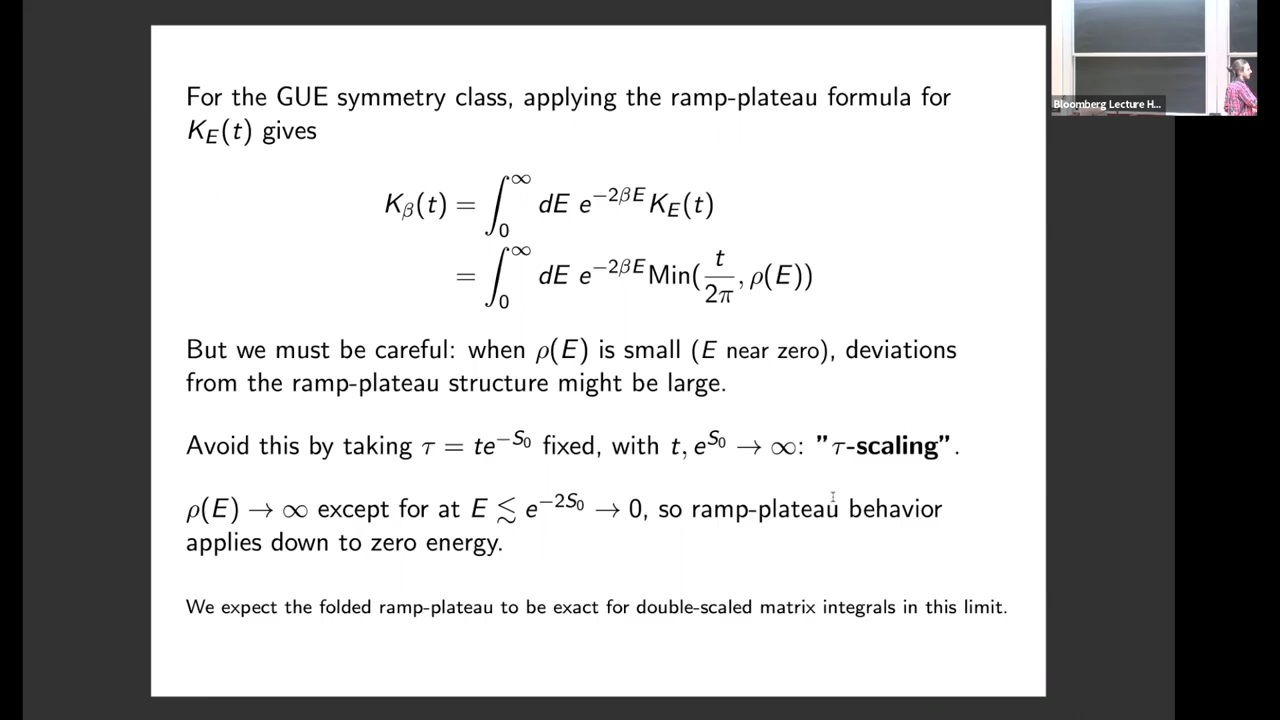 For the GUE symmetry class, applying the ramp-plateau formula for
K_E(t) gives
K_β(t) = ∫_0^∞ dE e^{-2βE} K_E(t)
= ∫_0^∞ dE e^{-2βE} Min(t/2π, ρ(E))
But we must be careful: when ρ(E) is small (E near zero), deviations
from the ramp-plateau structure might be large.
Avoid this by taking τ = te^{-S_0} fixed, with t, e^{S_0} → ∞: "τ-scaling".
ρ(E) → ∞ except for at E ≲ e^{-2S_0} → 0, so ramp-plateau behavior
applies down to zero energy.
We expect the folded ramp-plateau to be exact for double-scaled matrix integrals in this limit.
Bloomberg Lecture H...